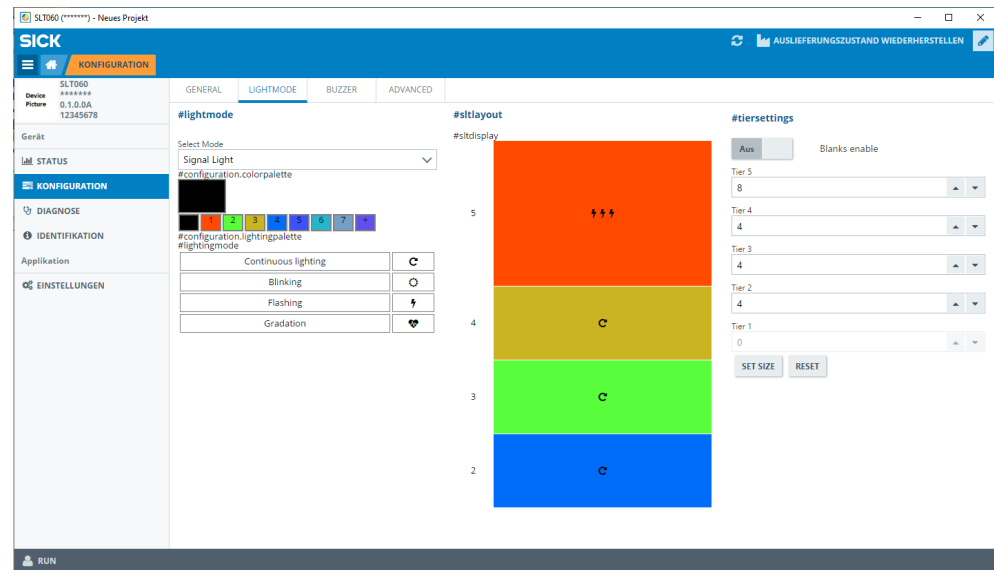 SLT060 (*******) - Neues Projekt
SICK
AUSLIEFERUNGSZUSTAND WIEDERHERSTELLEN
KONFIGURATION
Device Picture
SLT060
*******
0.1.0.0A
12345678
Gerät
STATUS
KONFIGURATION
DIAGNOSE
IDENTIFIKATION
Applikation
EINSTELLUNGEN
GENERAL LIGHTMODE BUZZER ADVANCED
#lightmode
Select Mode
Signal Light
#configuration.colorpalette
1 2 3 4 5 6 7 *
#configuration.lightingpalette
#lightingmode
Continuous lighting
Blinking
Flashing
Gradation
#sltlayout
#sltdisplay
5
4
3
2
#tiersettings
Aus Blanks enable
Tier 5
8
Tier 4
4
Tier 3
4
Tier 2
4
Tier 1
0
SET SIZE RESET
RUN